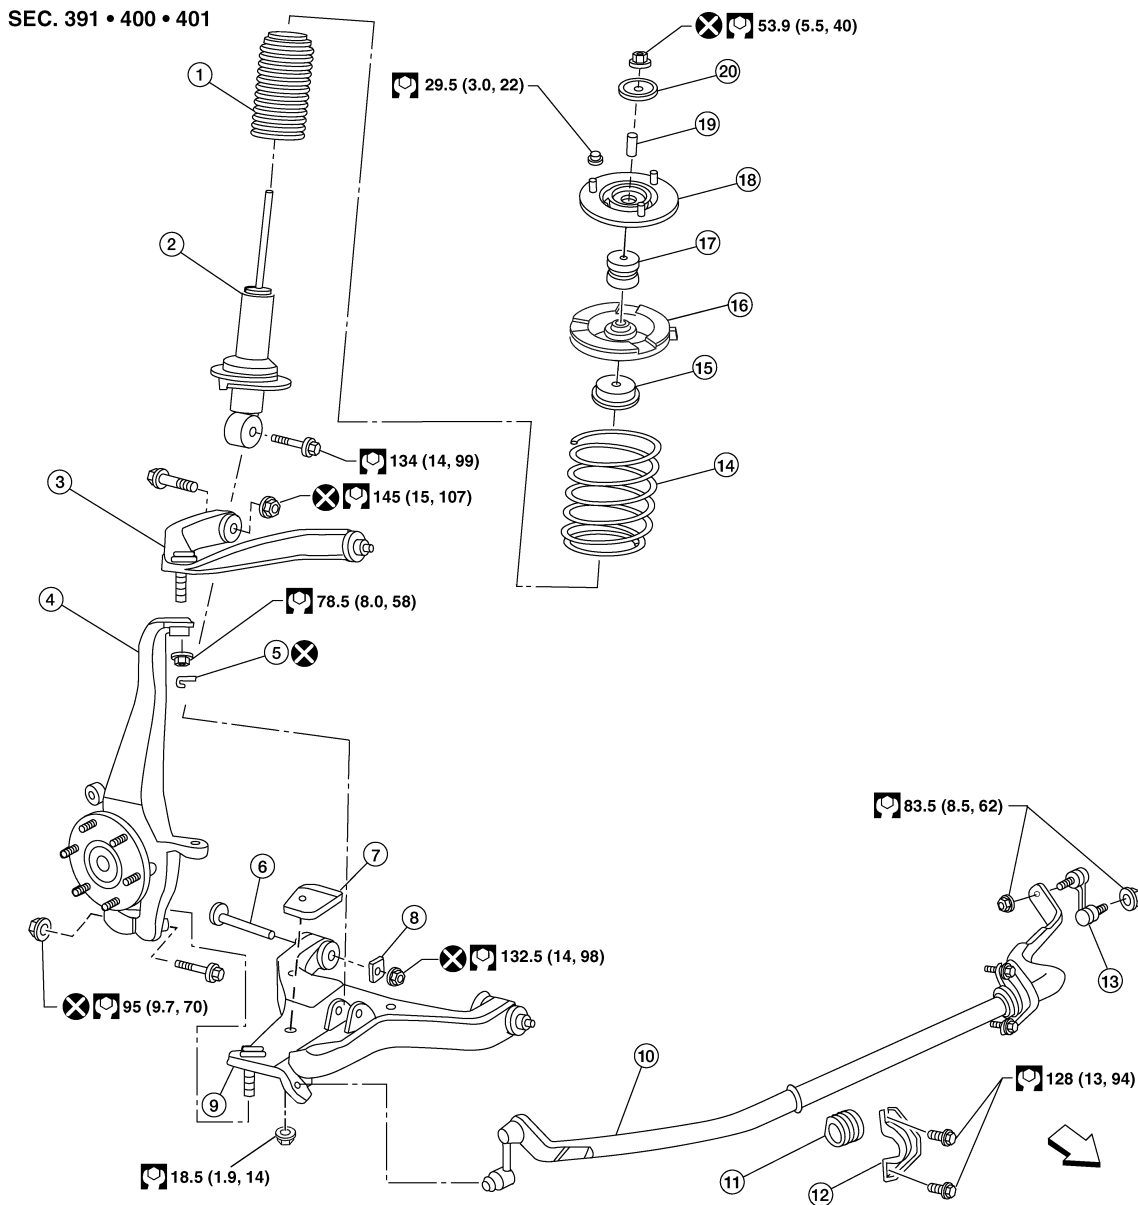 SEC. 391 • 400 • 401
53.9 (5.5, 40)
1
20
29.5 (3.0, 22)
19
18
2
17
16
15
134 (14, 99)
14
3
145 (15, 107)
4
78.5 (8.0, 58)
5
83.5 (8.5, 62)
7
6
8
132.5 (14, 98)
13
95 (9.7, 70)
10
128 (13, 94)
9
18.5 (1.9, 14)
11
12